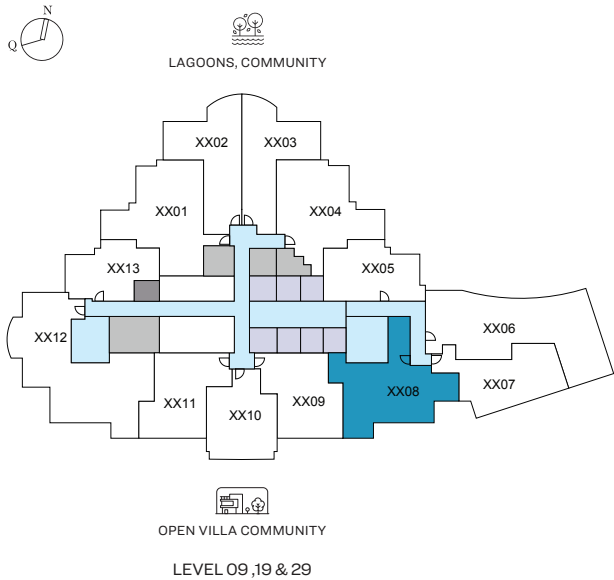 N
Q
LAGOONS, COMMUNITY
XX02 XX03
XX01 XX04
XX13 XX05
XX12 XX06
XX07
XX08
XX11 XX09
XX10
OPEN VILLA COMMUNITY
LEVEL 09 ,19 & 29